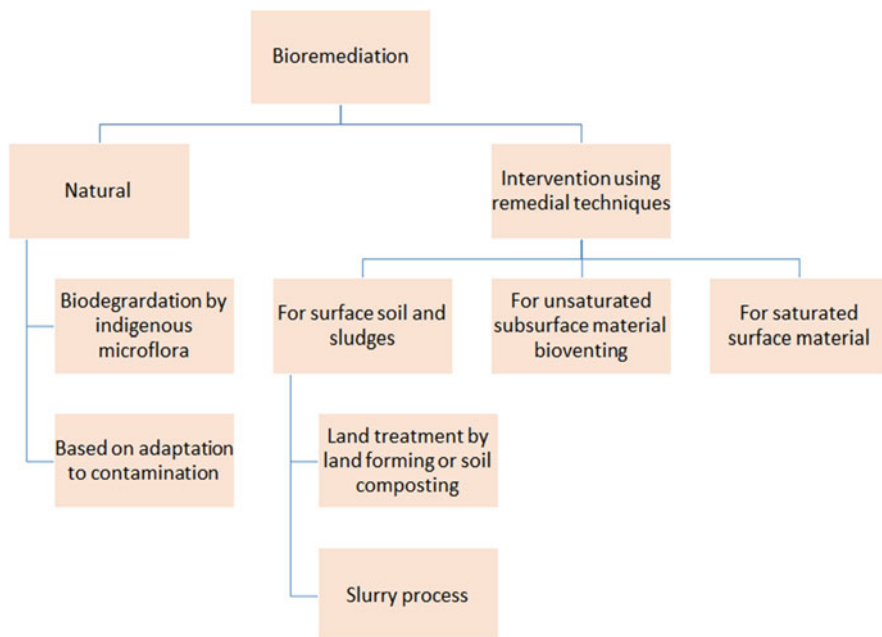 Bioremediation
Natural
Intervention using
remedial techniques
Biodegrardation by
indigenous
microflora
For surface soil and
sludges
For unsaturated
subsurface material
bioventing
For saturated
surface material
Based on adaptation
to contamination
Land treatment by
land forming or soil
composting
Slurry process